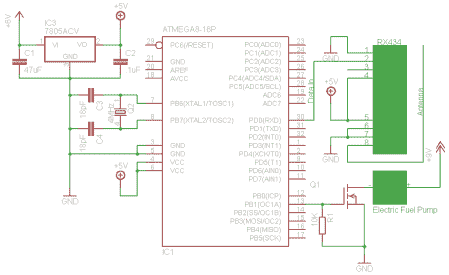 +5V
IC3
7805ACV
VI
VO
GND
+5V
C1
47uF
C2
1uF
GND
ATMEGA8-16P
29 PC6(/RESET)
21 GND
20 AREF
18 AVCC
7 PB6(XTAL1/TOSC1)
8 PB7(XTAL2/TOSC2)
3 GND
5 GND
4 VCC
6 VCC
PC0(ADC0) 23
PC1(ADC1) 24
PC2(ADC2) 25
PC3(ADC3) 26
PC4(ADC4/SDA) 27
PC5(ADC5/SCL) 28
ADC6 19
ADC7 22
PD0(RXD) 30
PD1(TXD) 31
PD2(INT0) 32
PD3(INT1) 1
PD4(XCK/T0) 2
PD5(T1) 9
PD6(AIN0) 10
PD7(AIN1) 11
PB0(ICP) 12
PB1(OC1A) 13
PB2(SS/OC1B) 14
PB3(MOSI/OC2) 15
PB4(MISO) 16
PB5(SCK) 17
IC1
18pF
C3
18pF
C4
Q2
+5V
GND
RX434
1
2
3
4
5
6
7
8
GND
+5V
GND
Data In
Antenna
+9V
Q1
10K
R1
-
+
Electric Fuel Pump
GND